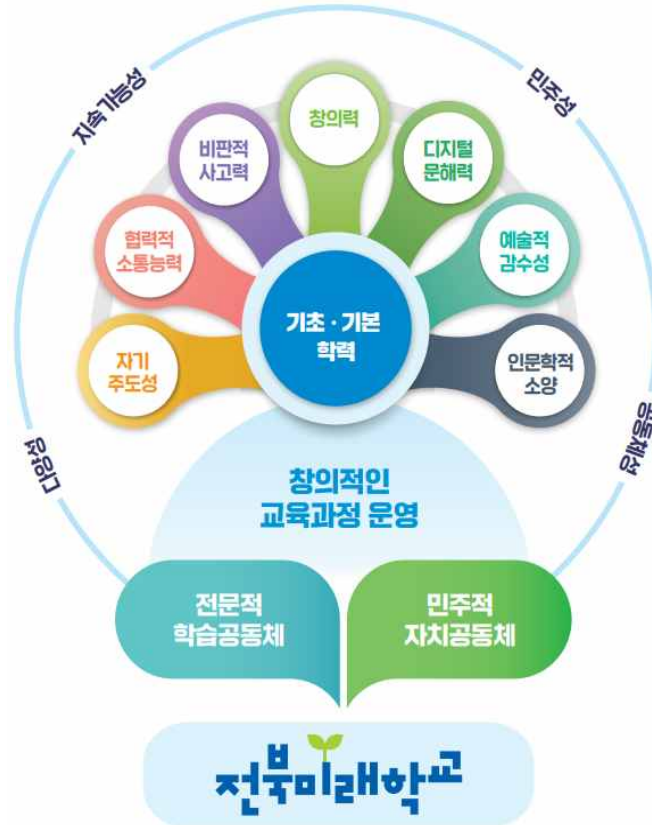 지속가능성
민주성
창의력
비판적
사고력
디지털
문해력
협력적
소통능력
예술적
감수성
기초 · 기본
학력
자기
주도성
인문학적
소양
다양성
공동체성
창의적인
교육과정 운영
전문적
학습공동체
민주적
자치공동체
전북미래학교